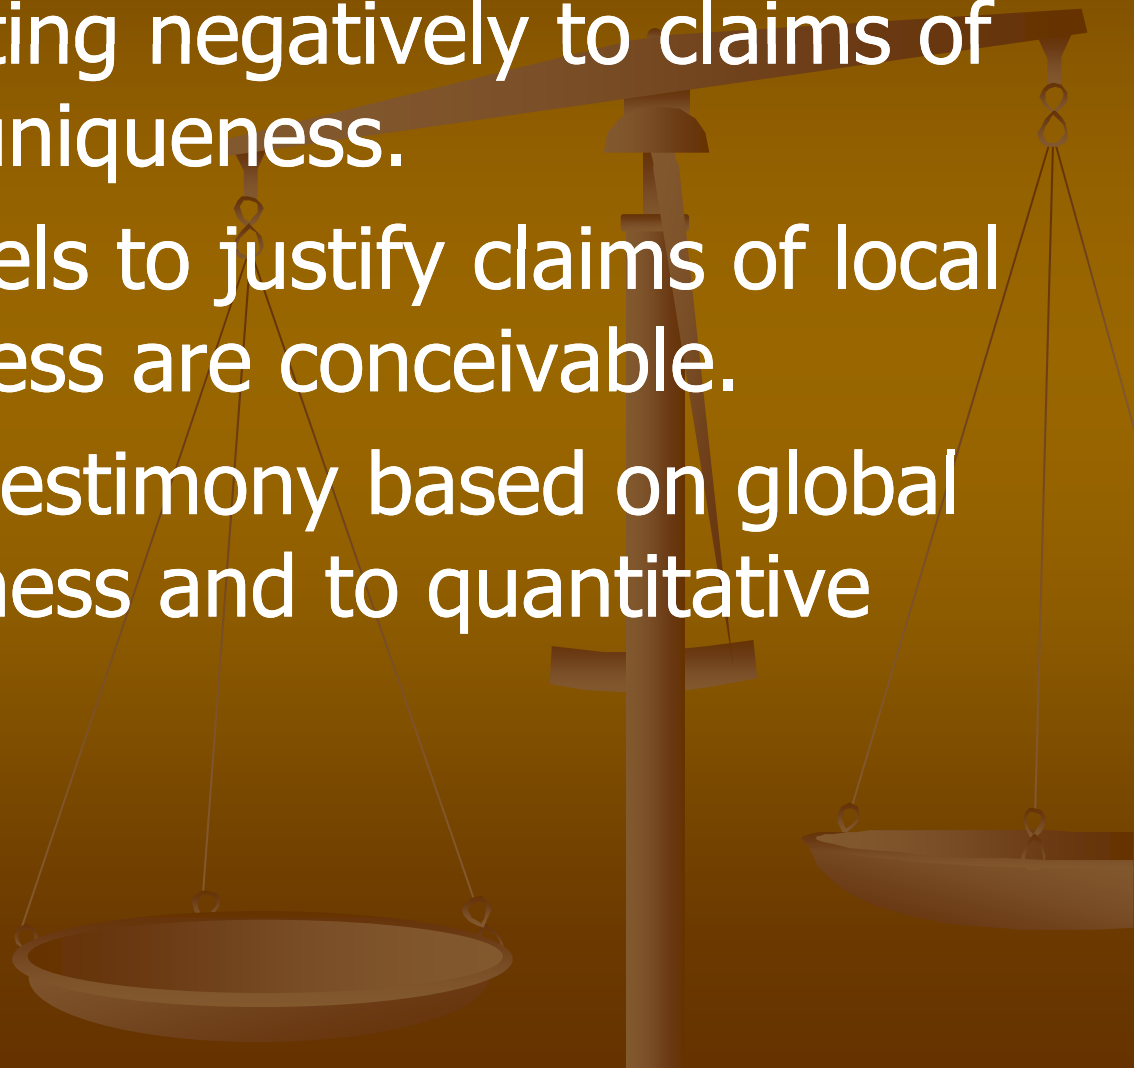 ting negatively to claims of
uniqueness.
els to justify claims of local
ess are conceivable.
estimony based on global
ness and to quantitative